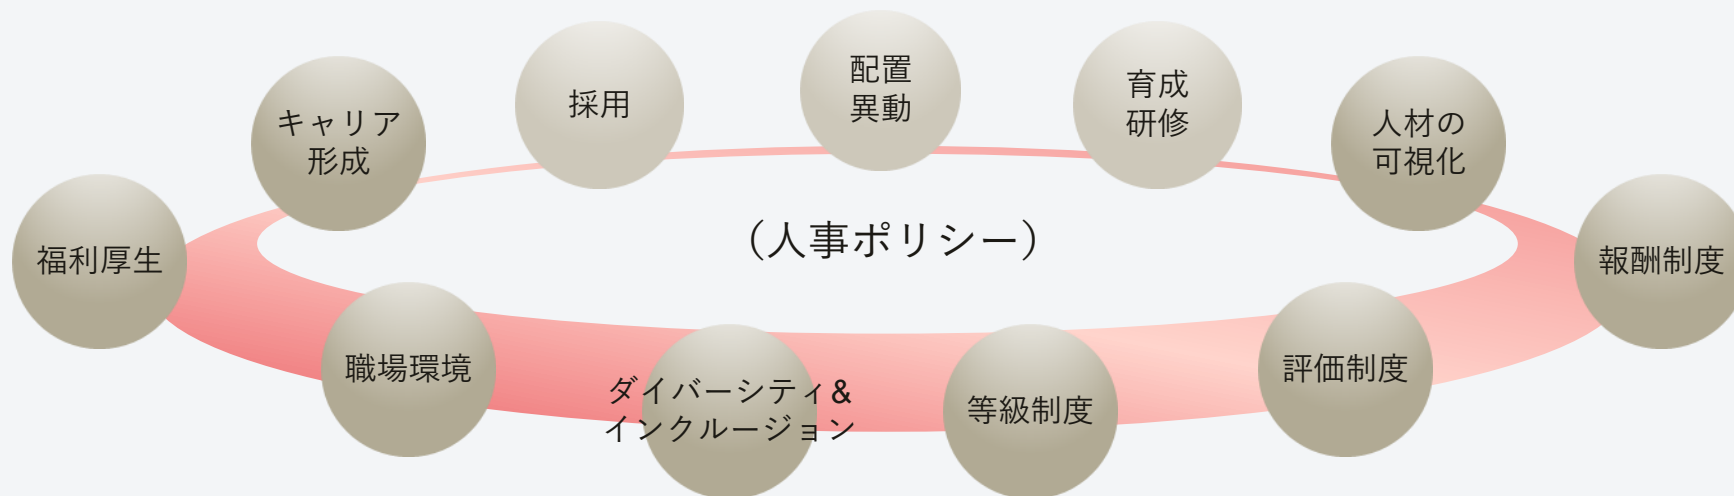 配置
異動
採用
育成
研修
キャリア
形成
人材の
可視化
福利厚生
（人事ポリシー）
報酬制度
職場環境
評価制度
ダイバーシティ&
インクルージョン
等級制度